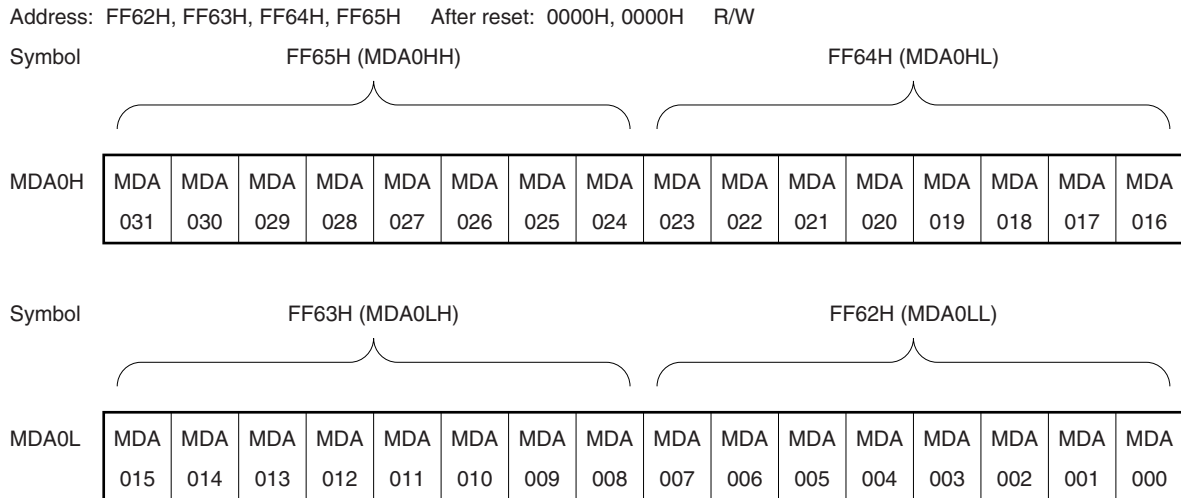 Address: FF62H, FF63H, FF64H, FF65H After reset: 0000H, 0000H R/W
Symbol FF65H (MDA0HH) FF64H (MDA0HL)
MDA0H MDA MDA MDA MDA MDA MDA MDA MDA MDA MDA MDA MDA MDA MDA MDA MDA
031 030 029 028 027 026 025 024 023 022 021 020 019 018 017 016
Symbol FF63H (MDA0LH) FF62H (MDA0LL)
MDA0L MDA MDA MDA MDA MDA MDA MDA MDA MDA MDA MDA MDA MDA MDA MDA MDA
015 014 013 012 011 010 009 008 007 006 005 004 003 002 001 000